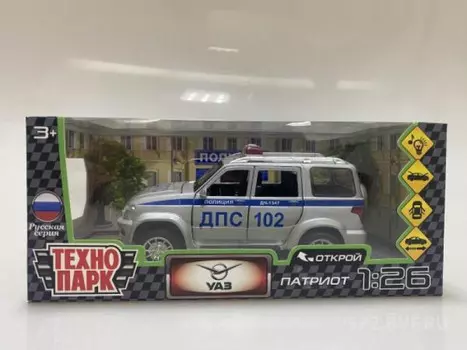 3+
ПОЛИ
ПОЛИЦИЯ
ДПС 102
Русская
серия
ТЕХНО
ПАРК
УАЗ
ОТКРОЙ
ПАТРИОТ
1:26